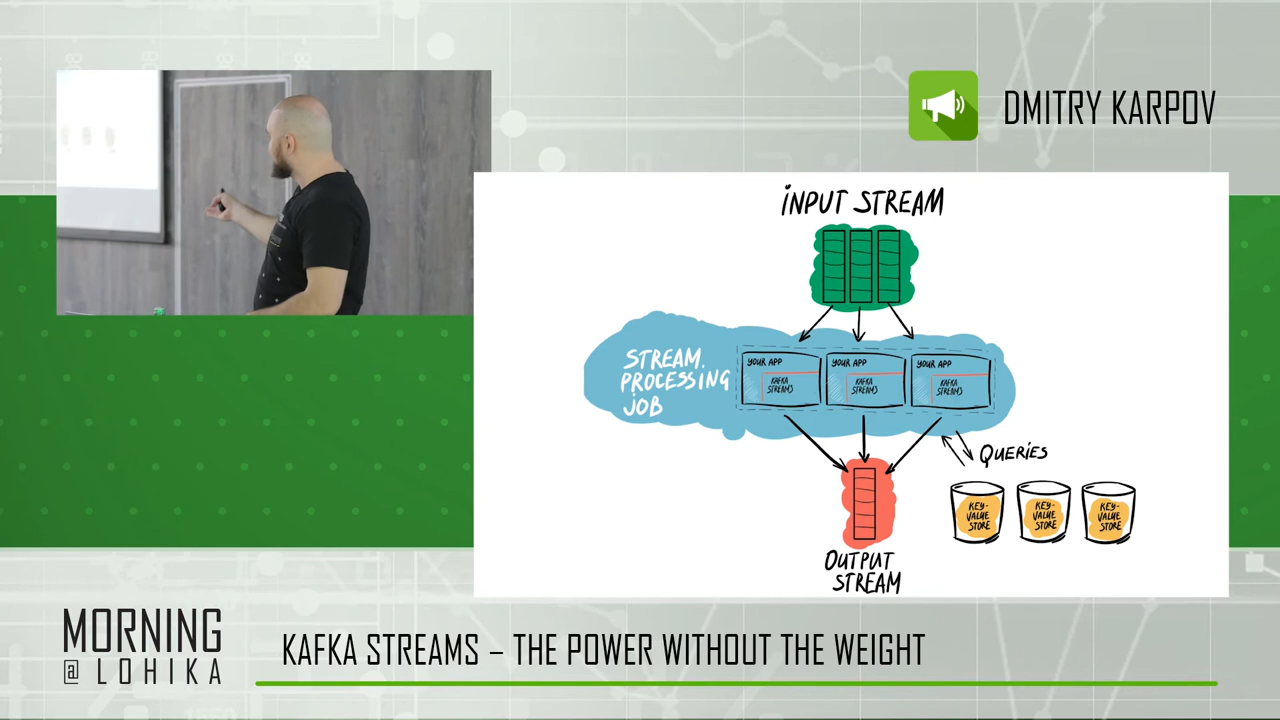 DMITRY KARPOV
INPUT STREAM
STREAM.
PROCESSING
JOB
YOUR APP
KAFKA
STREAMS
YOUR APP
KAFKA
STREAMS
YOUR APP
KAFKA
STREAMS
QUERIES
KEY-
VALUE
STORE
KEY-
VALUE
STORE
KEY-
VALUE
STORE
OUTPUT
STREAM
MORNING
@ LOHIKA
KAFKA STREAMS – THE POWER WITHOUT THE WEIGHT